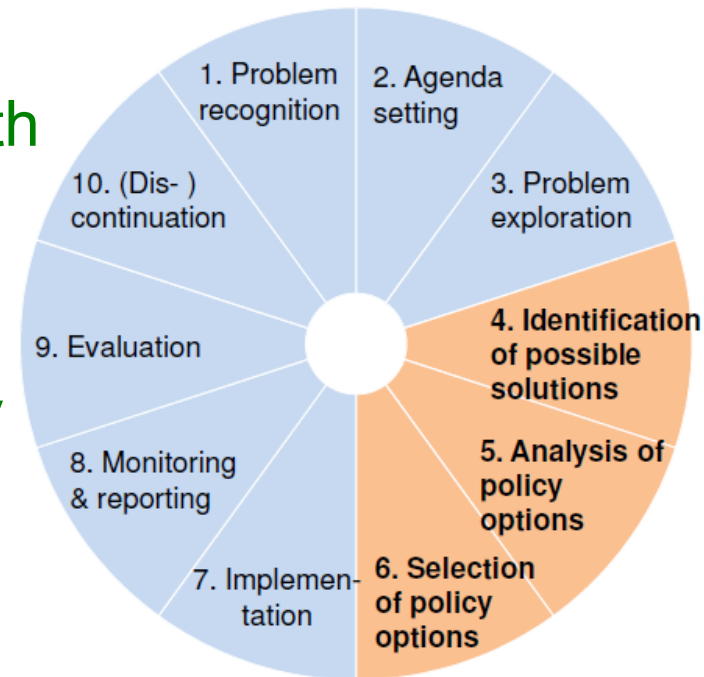 th
y
1. Problem
recognition
2. Agenda
setting
3. Problem
exploration
4. Identification
of possible
solutions
5. Analysis of
policy
options
6. Selection
of policy
options
7. Implemen-
tation
8. Monitoring
& reporting
9. Evaluation
10. (Dis- )
continuation